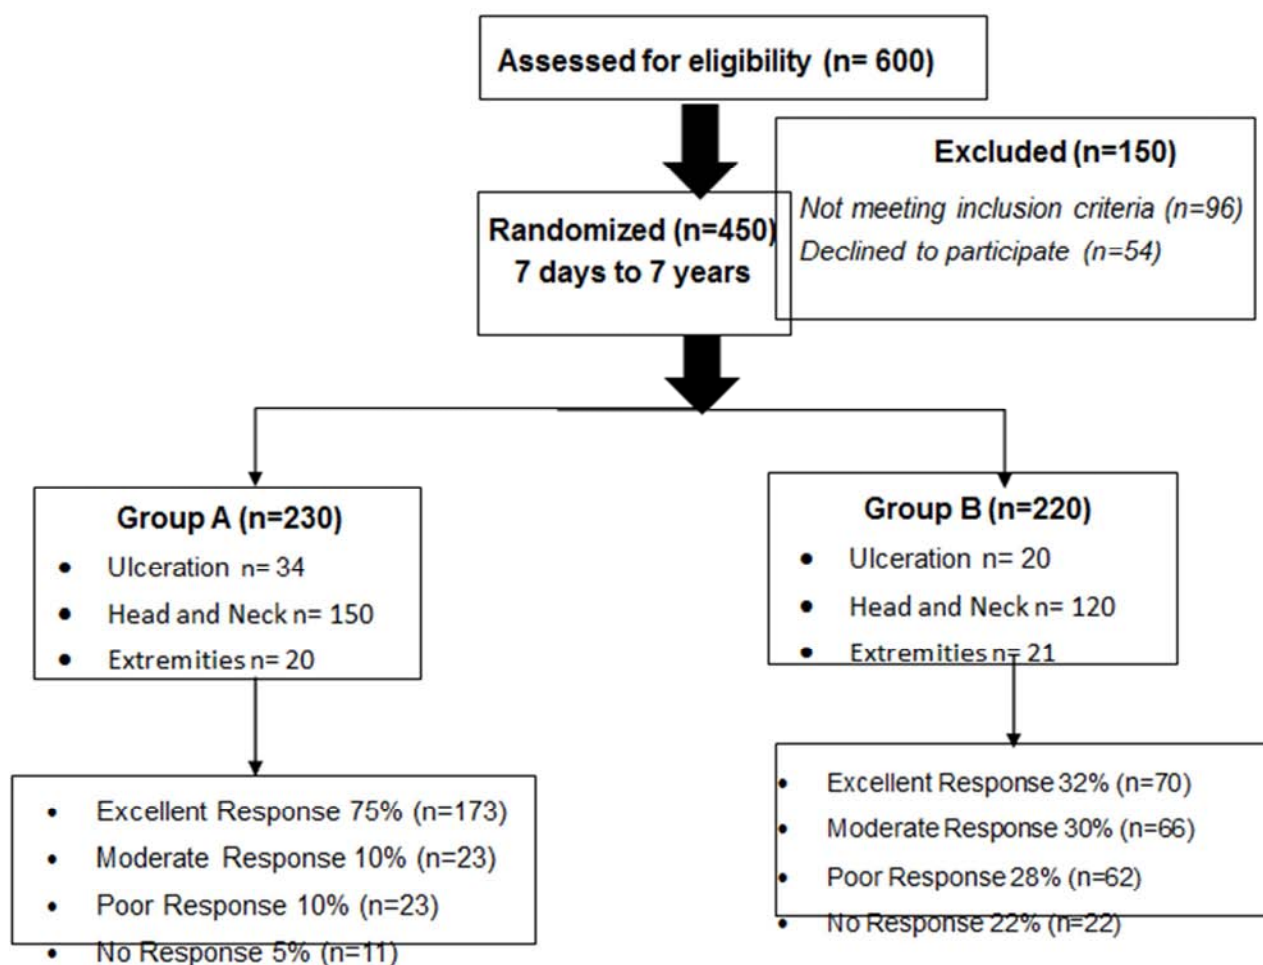 Assessed for eligibility (n= 600)
Excluded (n=150)
Not meeting inclusion criteria (n=96)
Declined to participate (n=54)
Randomized (n=450)
7 days to 7 years
Group A (n=230)
• Ulceration n= 34
• Head and Neck n= 150
• Extremities n= 20
Group B (n=220)
• Ulceration n= 20
• Head and Neck n= 120
• Extremities n= 21
• Excellent Response 75% (n=173)
• Moderate Response 10% (n=23)
• Poor Response 10% (n=23)
• No Response 5% (n=11)
• Excellent Response 32% (n=70)
• Moderate Response 30% (n=66)
• Poor Response 28% (n=62)
• No Response 22% (n=22)